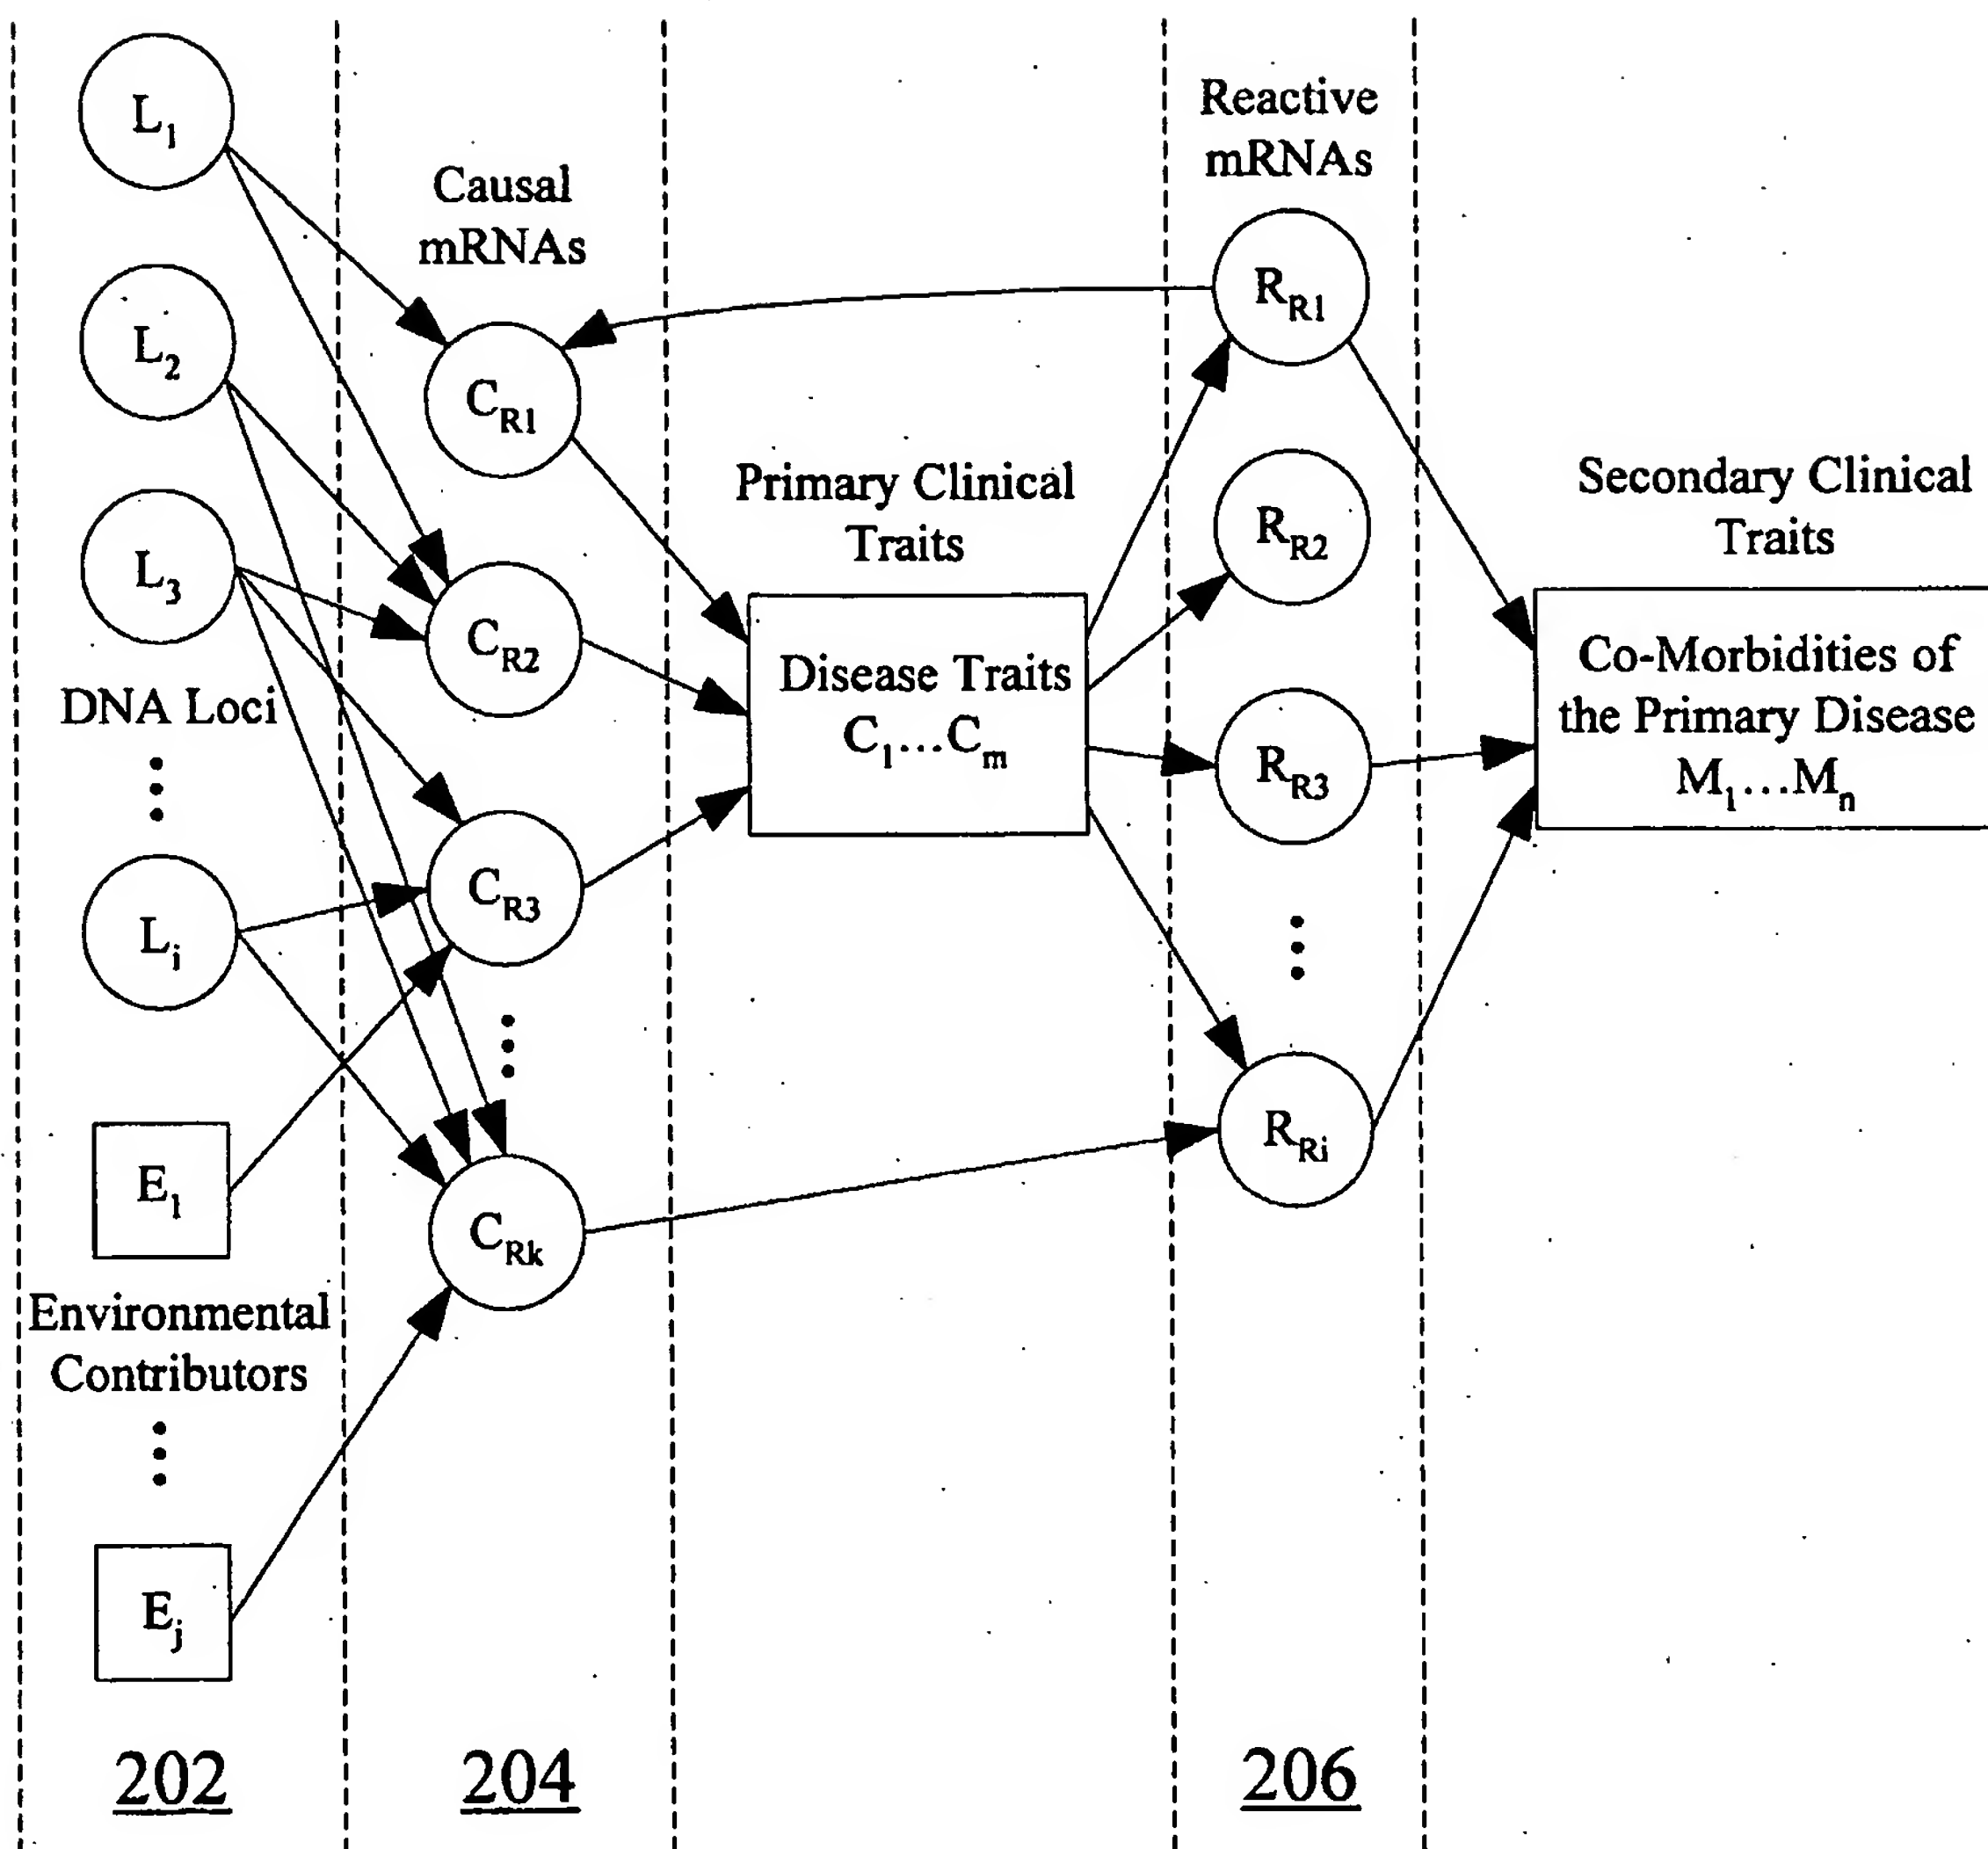 L1
L2
L3
DNA Loci
Li
E1
Environmental
Contributors
Ej
202
Causal
mRNAs
CR1
CR2
CR3
CRk
204
Primary Clinical
Traits
Disease Traits
C1...Cm
Reactive
mRNAs
RR1
RR2
RR3
RRi
206
Secondary Clinical
Traits
Co-Morbidities of
the Primary Disease
M1...Mn